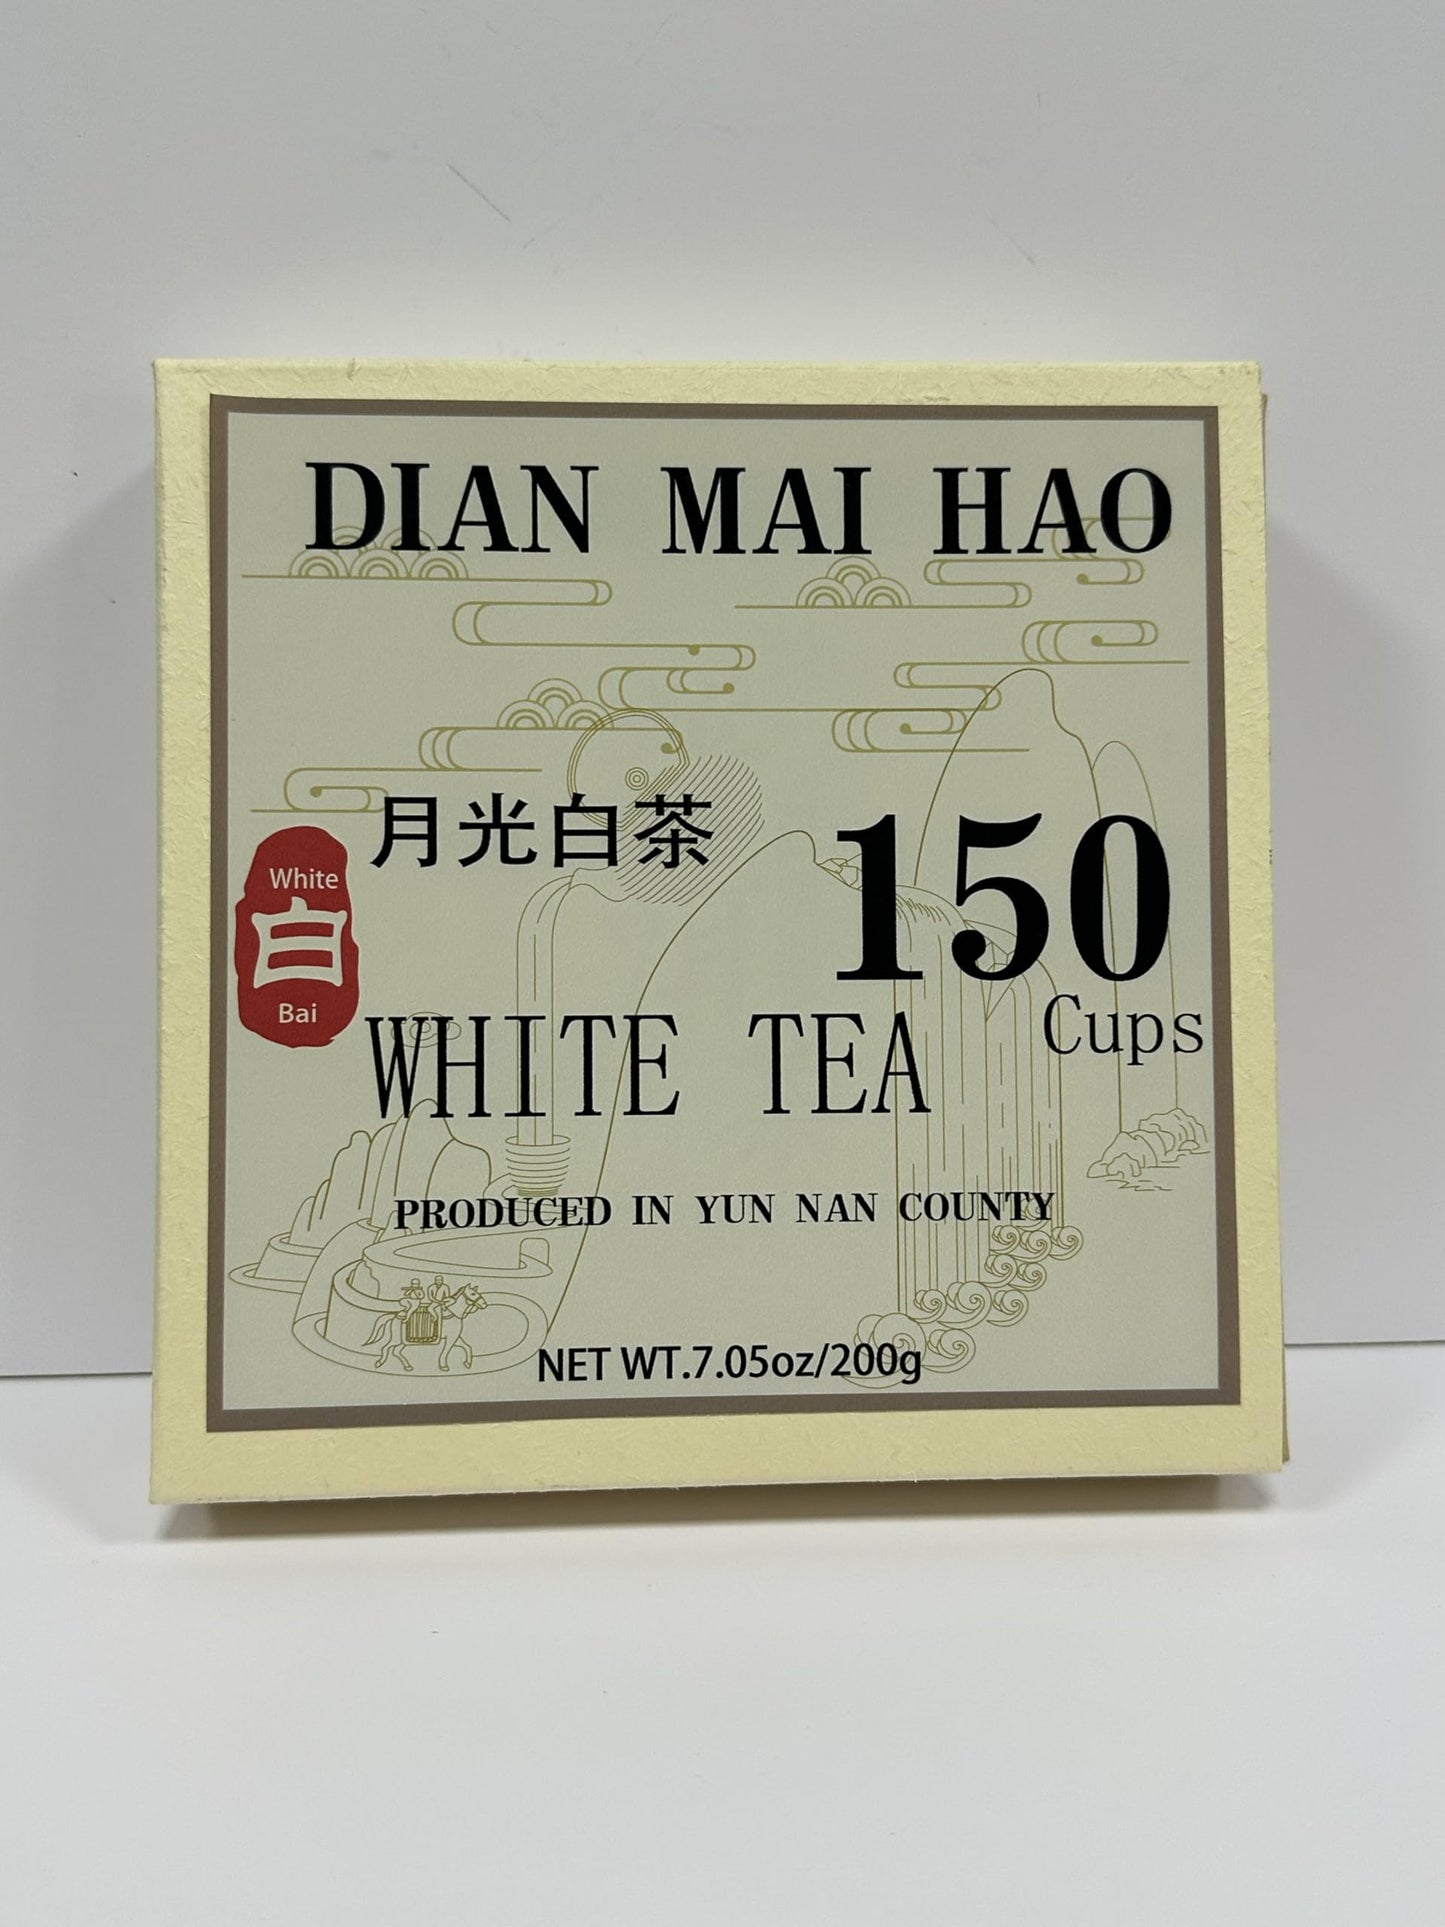 DIAN MAI HAO
月光白茶
150
Cups
White
白
Bai
WHITE TEA
PRODUCED IN YUN NAN COUNTY
NET WT.7.05oz/200g